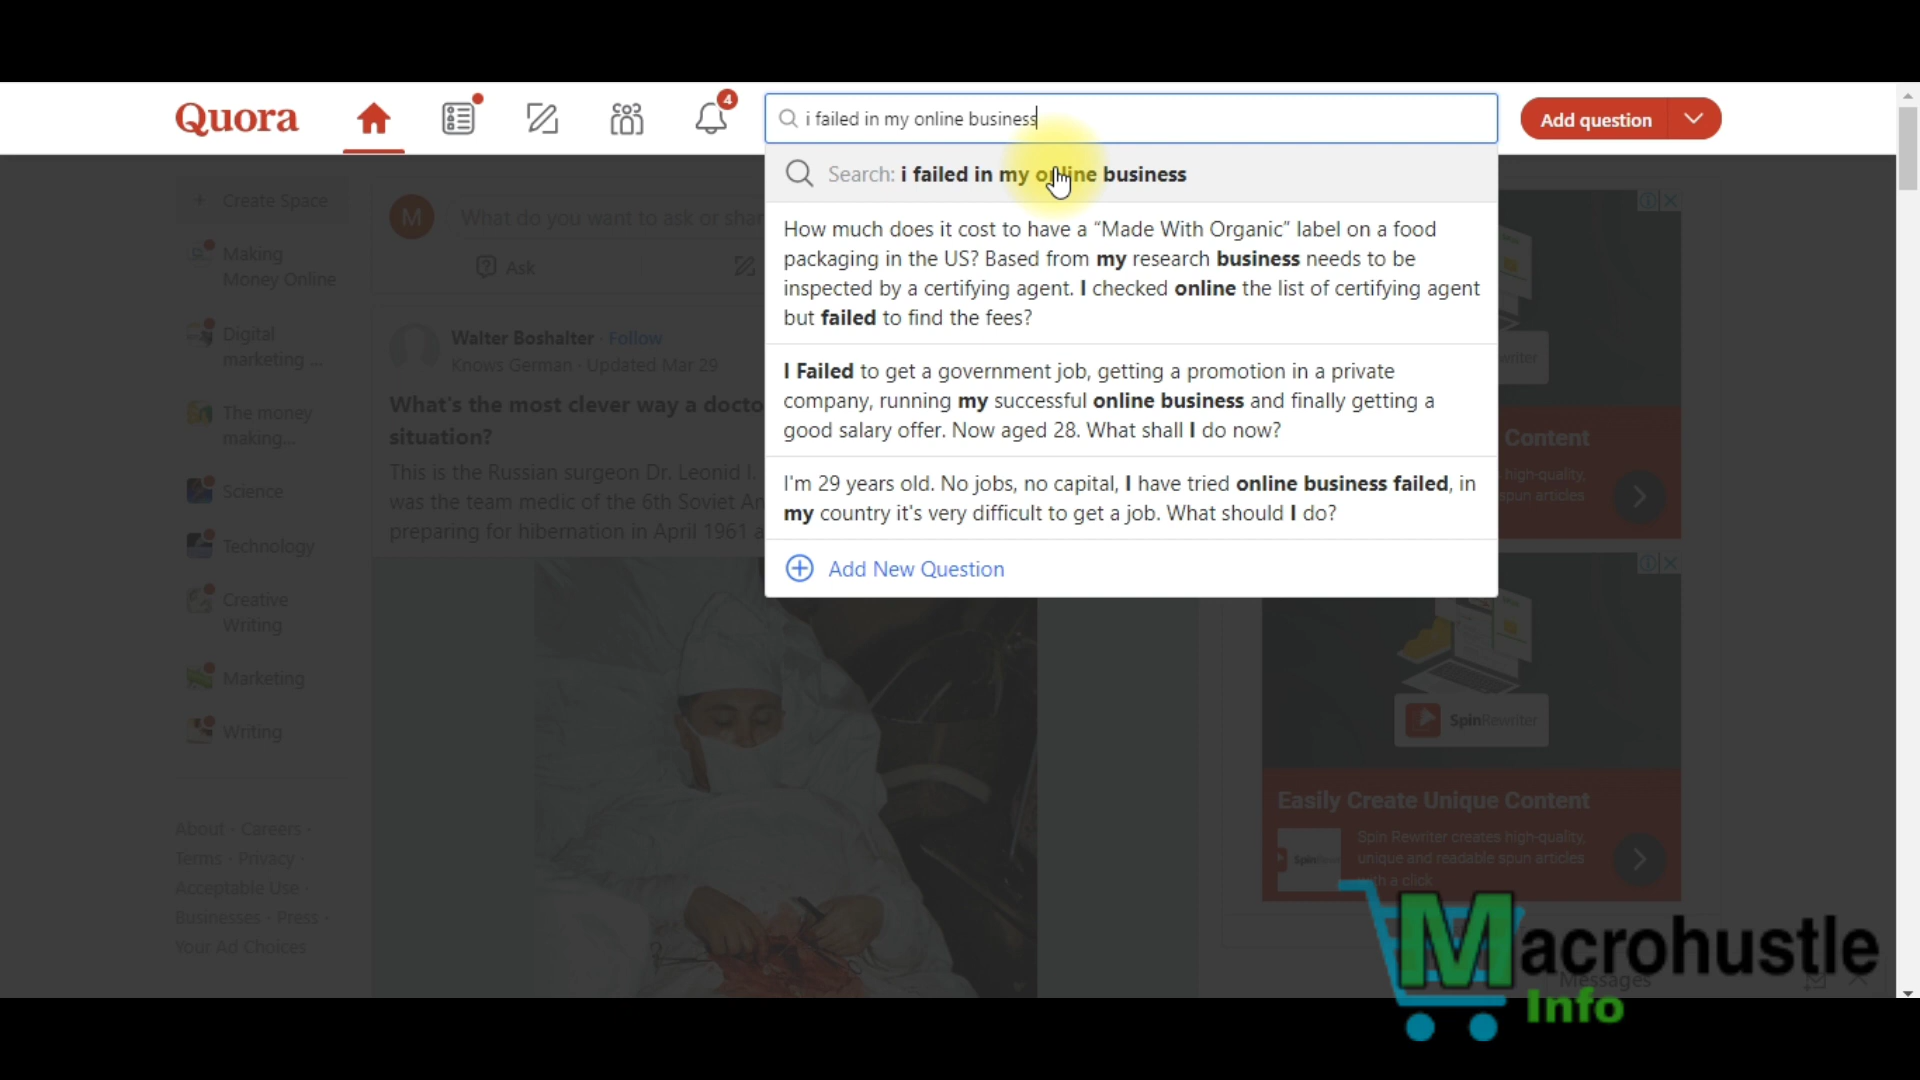 Quora
4
i failed in my online business
Add question
Search: i failed in my online business
How much does it cost to have a “Made With Organic” label on a food
packaging in the US? Based from my research business needs to be
inspected by a certifying agent. I checked online the list of certifying agent
but failed to find the fees?
I Failed to get a government job, getting a promotion in a private
company, running my successful online business and finally getting a
good salary offer. Now aged 28. What shall I do now?
I'm 29 years old. No jobs, no capital, I have tried online business failed, in
my country it's very difficult to get a job. What should I do?
Add New Question
+ Create Space
Making
Money Online
Digital
marketing ...
The money
making...
Science
Technology
Creative
Writing
Marketing
Writing
About · Careers ·
Terms · Privacy ·
Acceptable Use ·
Businesses · Press ·
Your Ad Choices
M
What do you want to ask or shar
Ask
Walter Boshalter · Follow
Knows German · Updated Mar 29
What's the most clever way a docto
situation?
This is the Russian surgeon Dr. Leonid I.
was the team medic of the 6th Soviet An
preparing for hibernation in April 1961 a
writer
Content
high-quality,
spun articles
SpinRewriter
Easily Create Unique Content
Spin Rewriter creates high-quality,
unique and readable spun articles
with a click
Messages
Macrohustle
Info